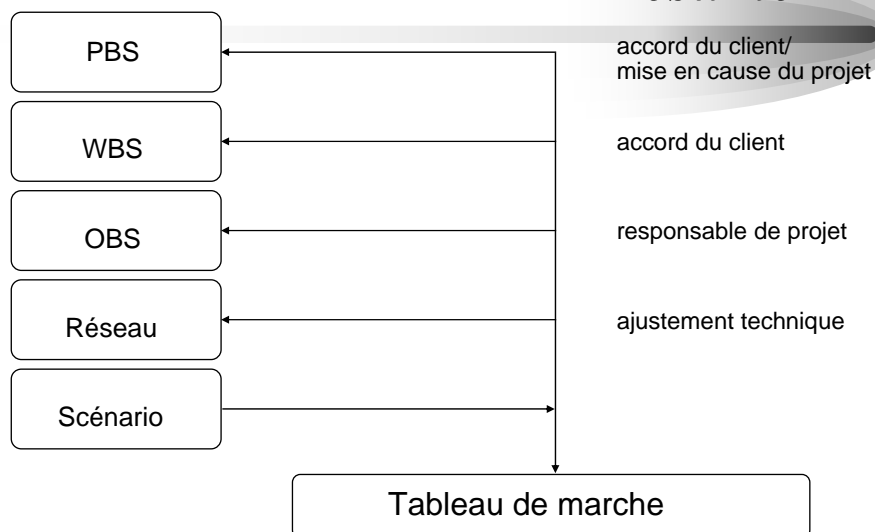 PBS
accord du client/
mise en cause du projet
WBS
accord du client
OBS
responsable de projet
Réseau
ajustement technique
Scénario
Tableau de marche